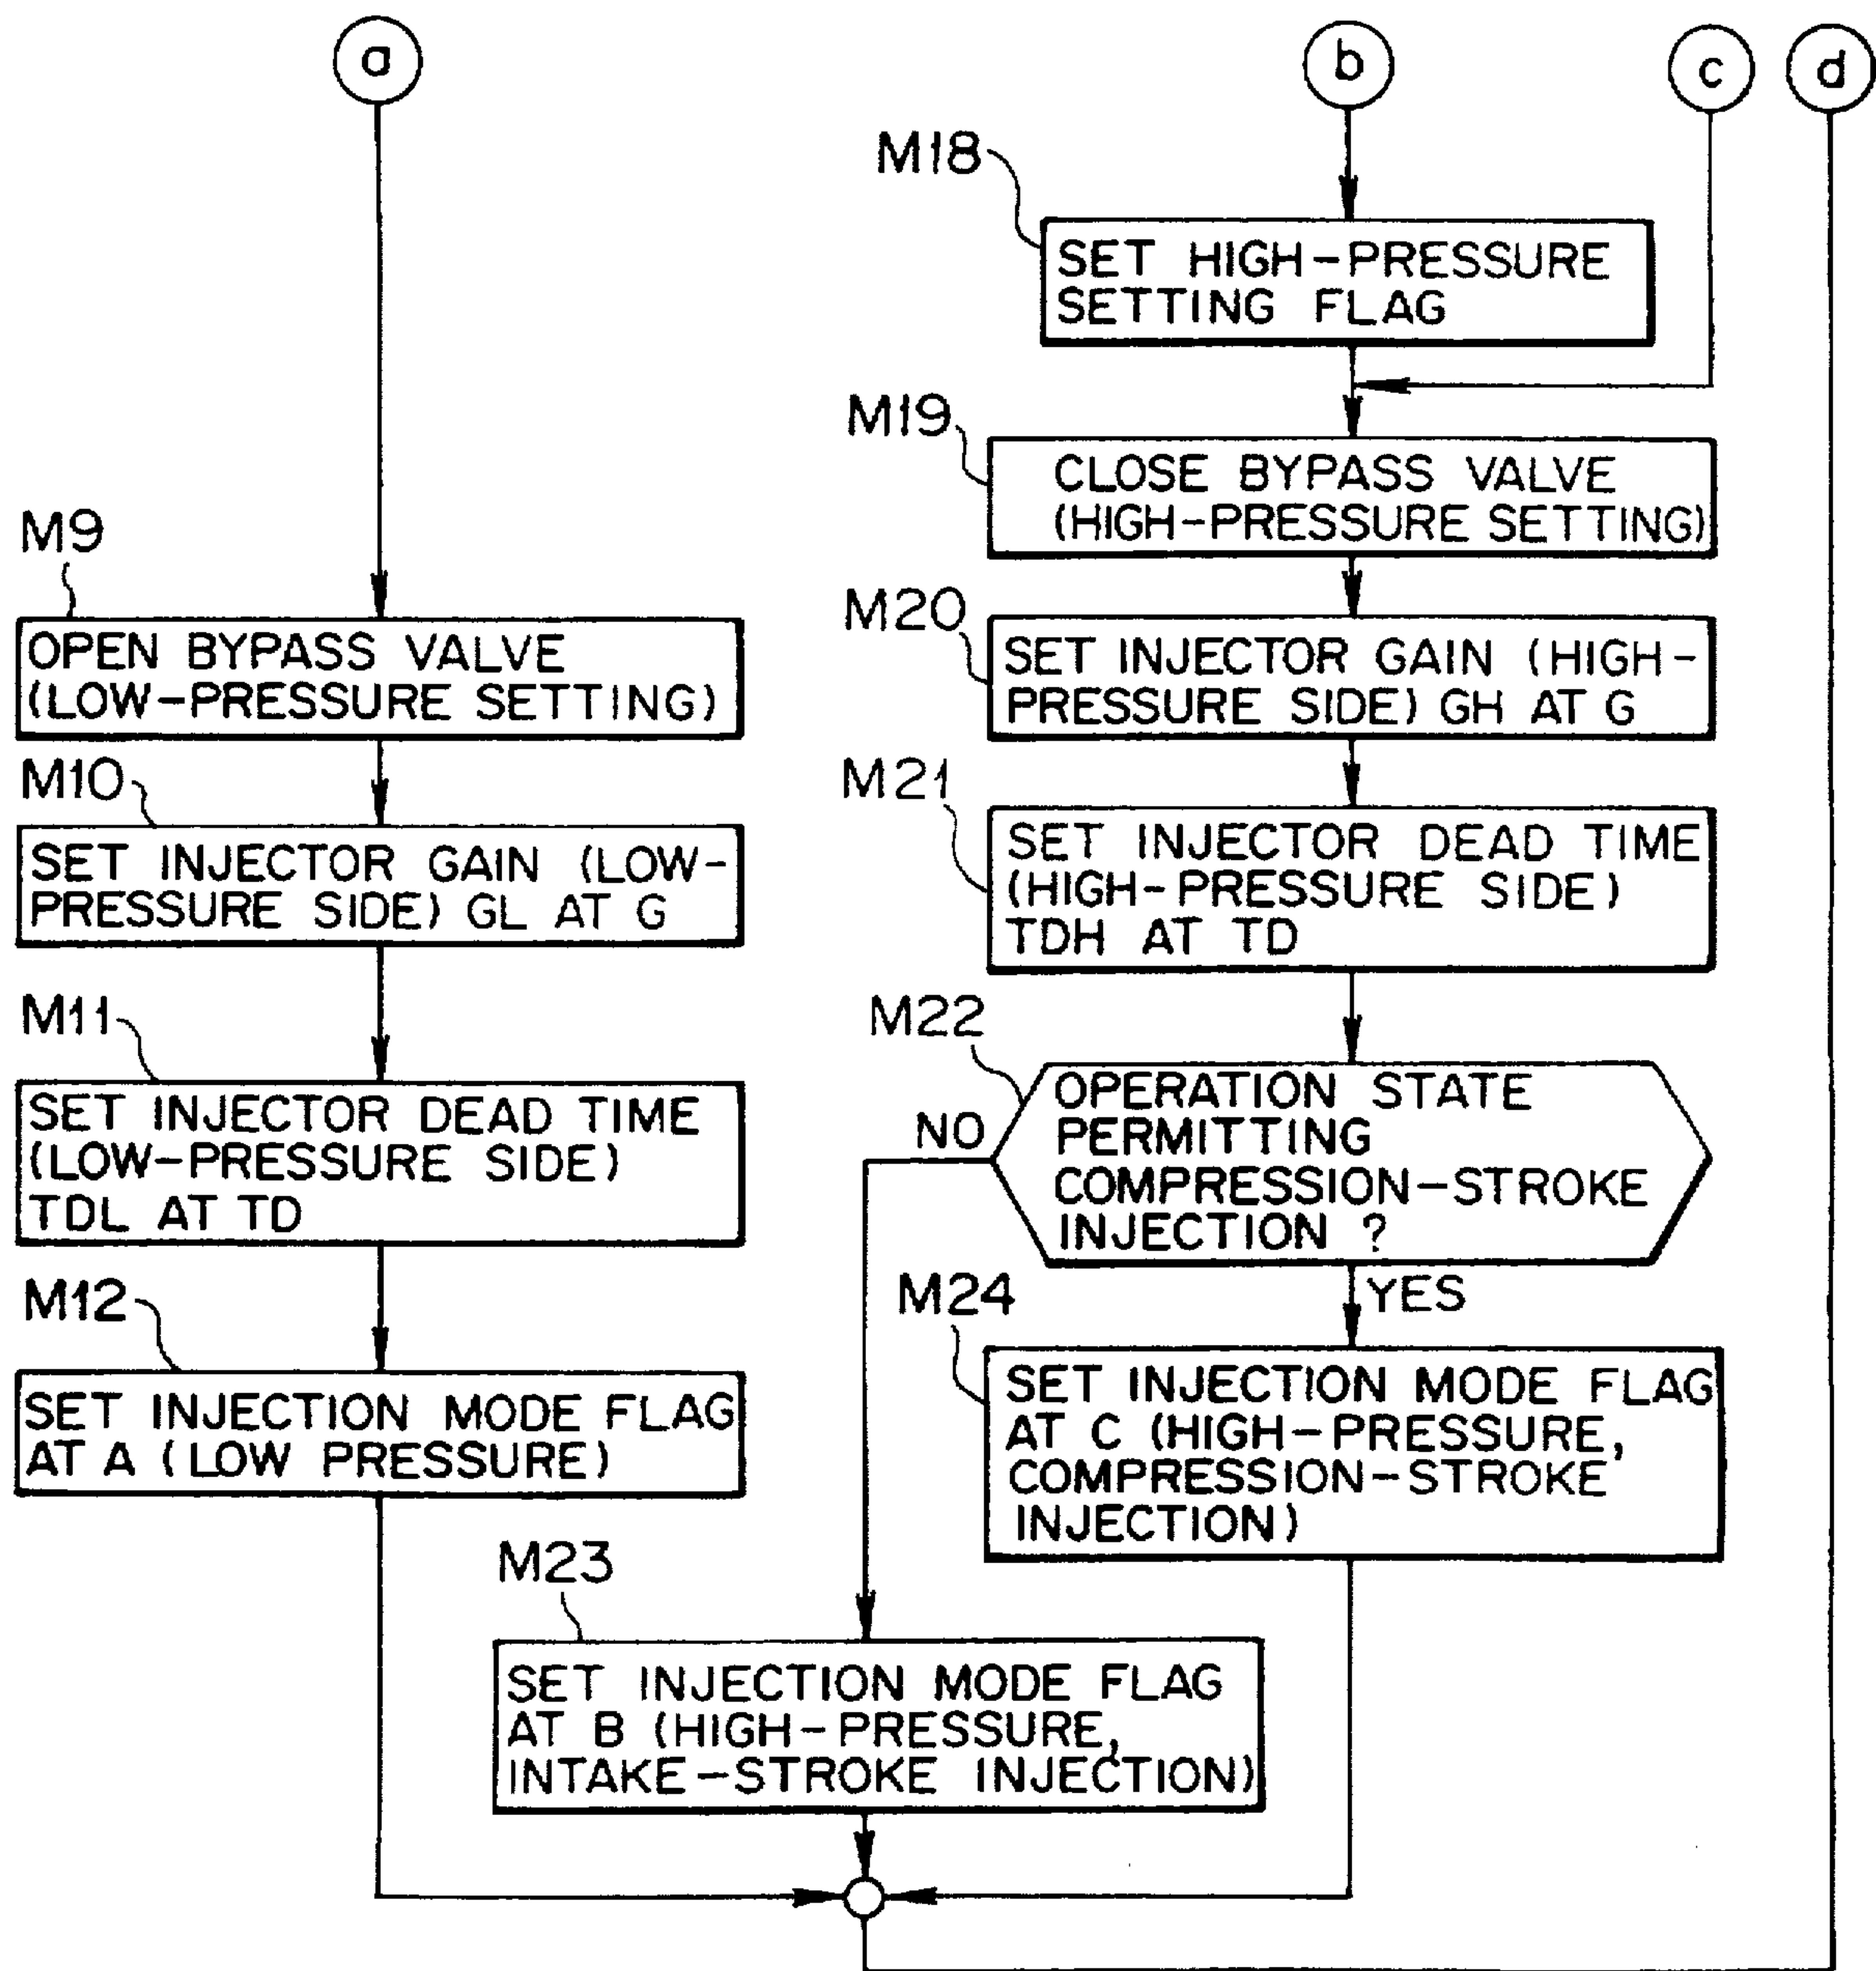 a
b
c
d
M18
SET HIGH-PRESSURE
SETTING FLAG
M19
CLOSE BYPASS VALVE
(HIGH-PRESSURE SETTING)
M9
OPEN BYPASS VALVE
(LOW-PRESSURE SETTING)
M20
SET INJECTOR GAIN (HIGH-
PRESSURE SIDE) GH AT G
M10
SET INJECTOR GAIN (LOW-
PRESSURE SIDE) GL AT G
M21
SET INJECTOR DEAD TIME
(HIGH-PRESSURE SIDE)
TDH AT TD
M11
SET INJECTOR DEAD TIME
(LOW-PRESSURE SIDE)
TDL AT TD
M22
OPERATION STATE
PERMITTING
COMPRESSION-STROKE
INJECTION ?
NO
YES
M12
SET INJECTION MODE FLAG
AT A (LOW PRESSURE)
M24
SET INJECTION MODE FLAG
AT C (HIGH-PRESSURE,
COMPRESSION-STROKE
INJECTION)
M23
SET INJECTION MODE FLAG
AT B (HIGH-PRESSURE,
INTAKE-STROKE INJECTION)